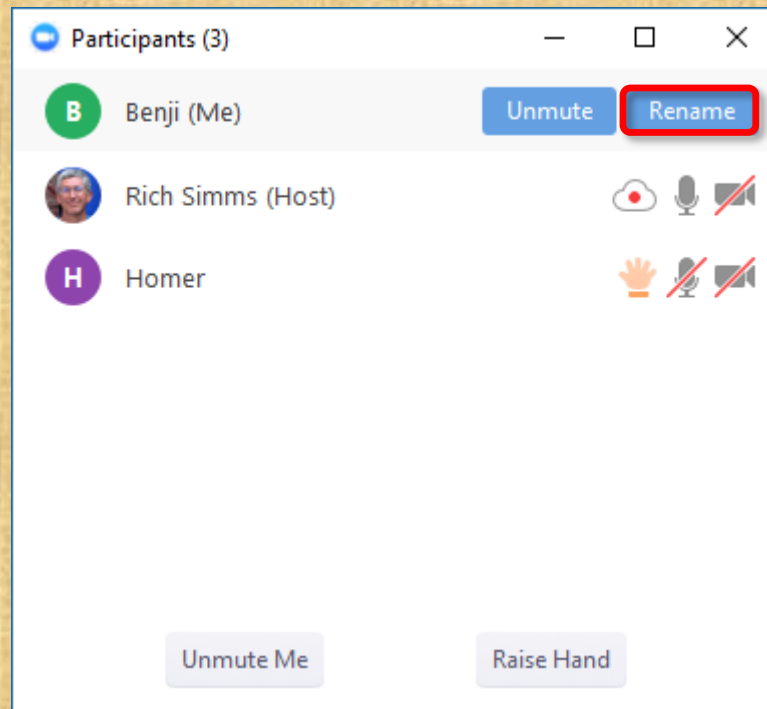 Participants (3)
B Benji (Me) Unmute Rename
Rich Simms (Host)
H Homer
Unmute Me Raise Hand